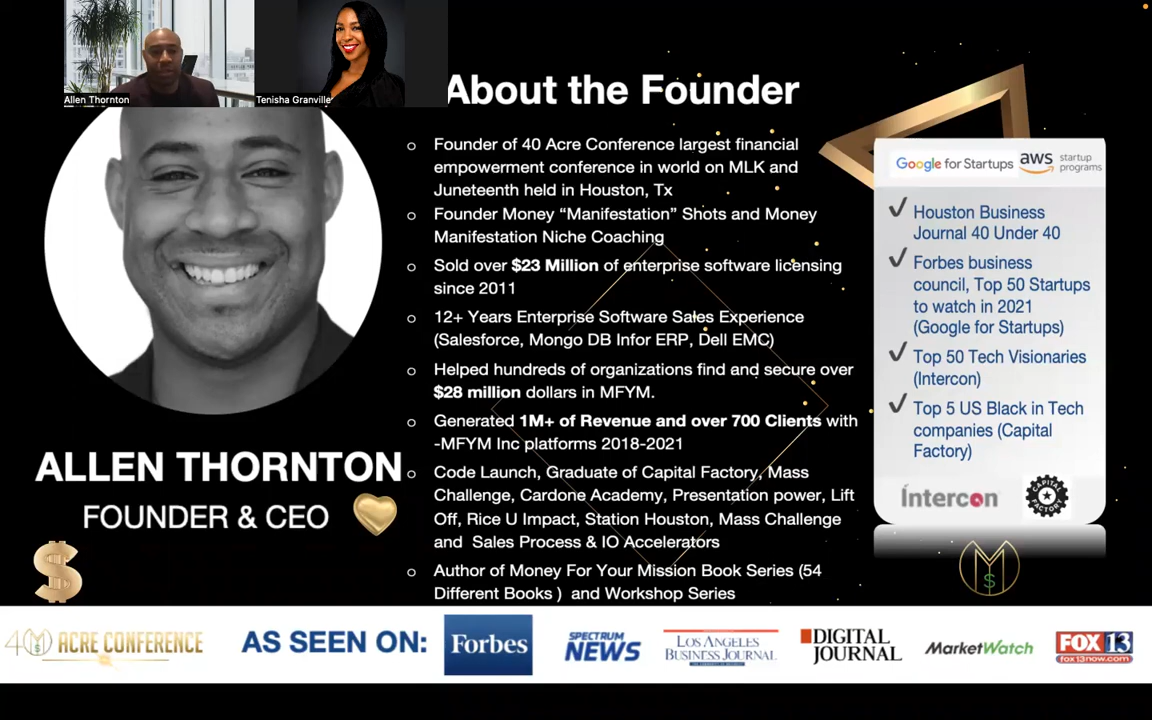 Allen Thornton
Tenisha Granville
About the Founder
Founder of 40 Acre Conference largest financial
empowerment conference in world on MLK and
Juneteenth held in Houston, Tx
Founder Money “Manifestation” Shots and Money
Manifestation Niche Coaching
Sold over $23 Million of enterprise software licensing
since 2011
12+ Years Enterprise Software Sales Experience
(Salesforce, Mongo DB Infor ERP, Dell EMC)
Helped hundreds of organizations find and secure over
$28 million dollars in MFYM.
Generated 1M+ of Revenue and over 700 Clients with
-MFYM Inc platforms 2018-2021
Code Launch, Graduate of Capital Factory, Mass
Challenge, Cardone Academy, Presentation power, Lift
Off, Rice U Impact, Station Houston, Mass Challenge
and Sales Process & IO Accelerators
Author of Money For Your Mission Book Series (54
Different Books ) and Workshop Series
ALLEN THORNTON
FOUNDER & CEO
Google for Startups
aws startup
programs
Houston Business
Journal 40 Under 40
Forbes business
council, Top 50 Startups
to watch in 2021
(Google for Startups)
Top 50 Tech Visionaries
(Intercon)
Top 5 US Black in Tech
companies (Capital
Factory)
Intercon
CAPITAL FACTORY
40 ACRE CONFERENCE
AS SEEN ON:
Forbes
SPECTRUM
NEWS
LOS ANGELES
BUSINESS JOURNAL
DIGITAL
JOURNAL
MarketWatch
FOX 13
fox13now.com